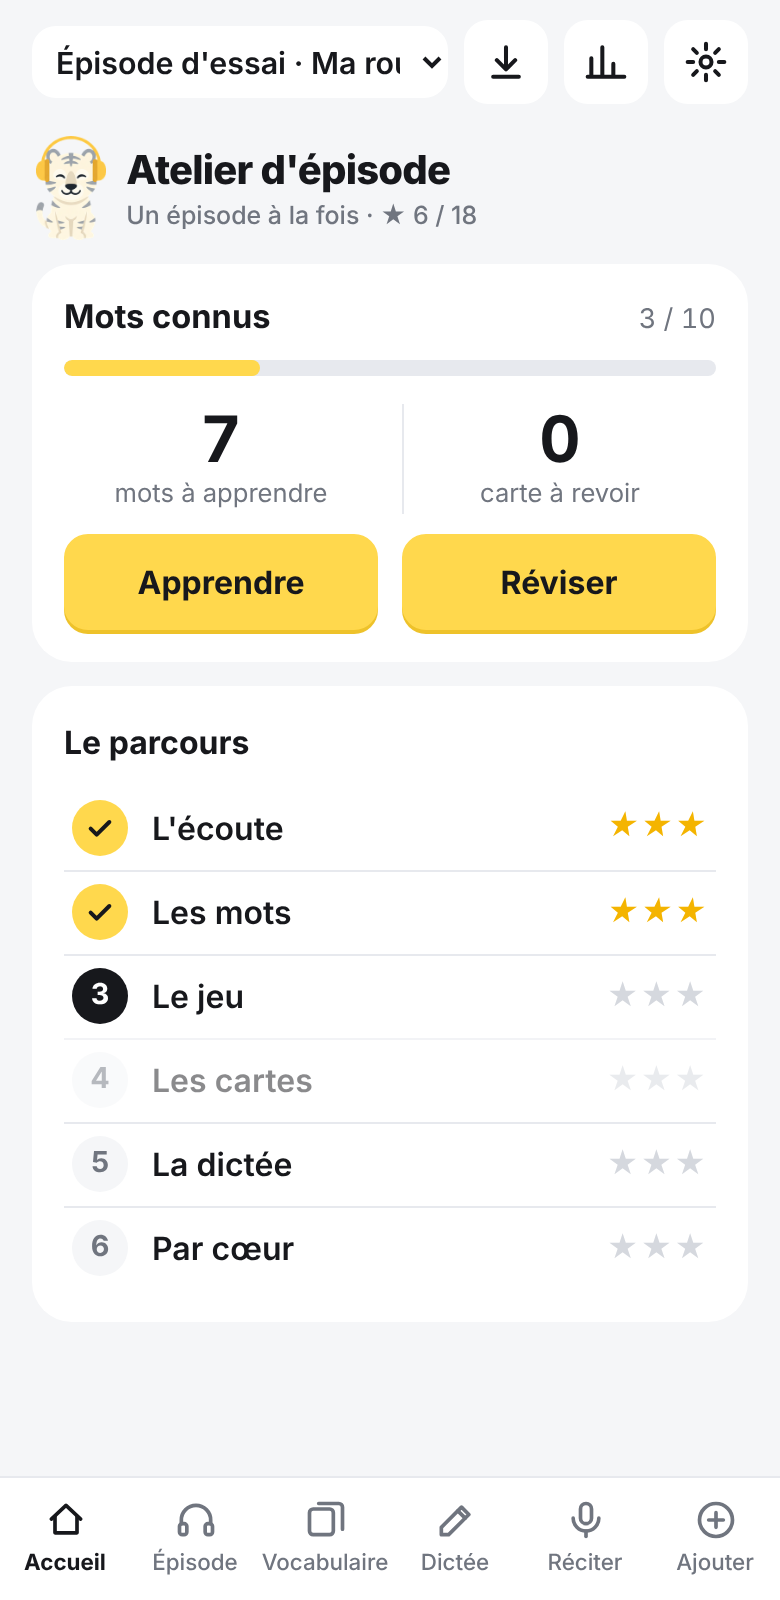 Épisode d'essai · Ma rou
Atelier d'épisode
Un épisode à la fois · ★ 6 / 18
Mots connus
3 / 10
7
mots à apprendre
0
carte à revoir
Apprendre
Réviser
Le parcours
L'écoute
★★★
Les mots
★★★
3
Le jeu
★★★
4
Les cartes
★★★
5
La dictée
★★★
6
Par cœur
★★★
Accueil
Épisode
Vocabulaire
Dictée
Réciter
Ajouter